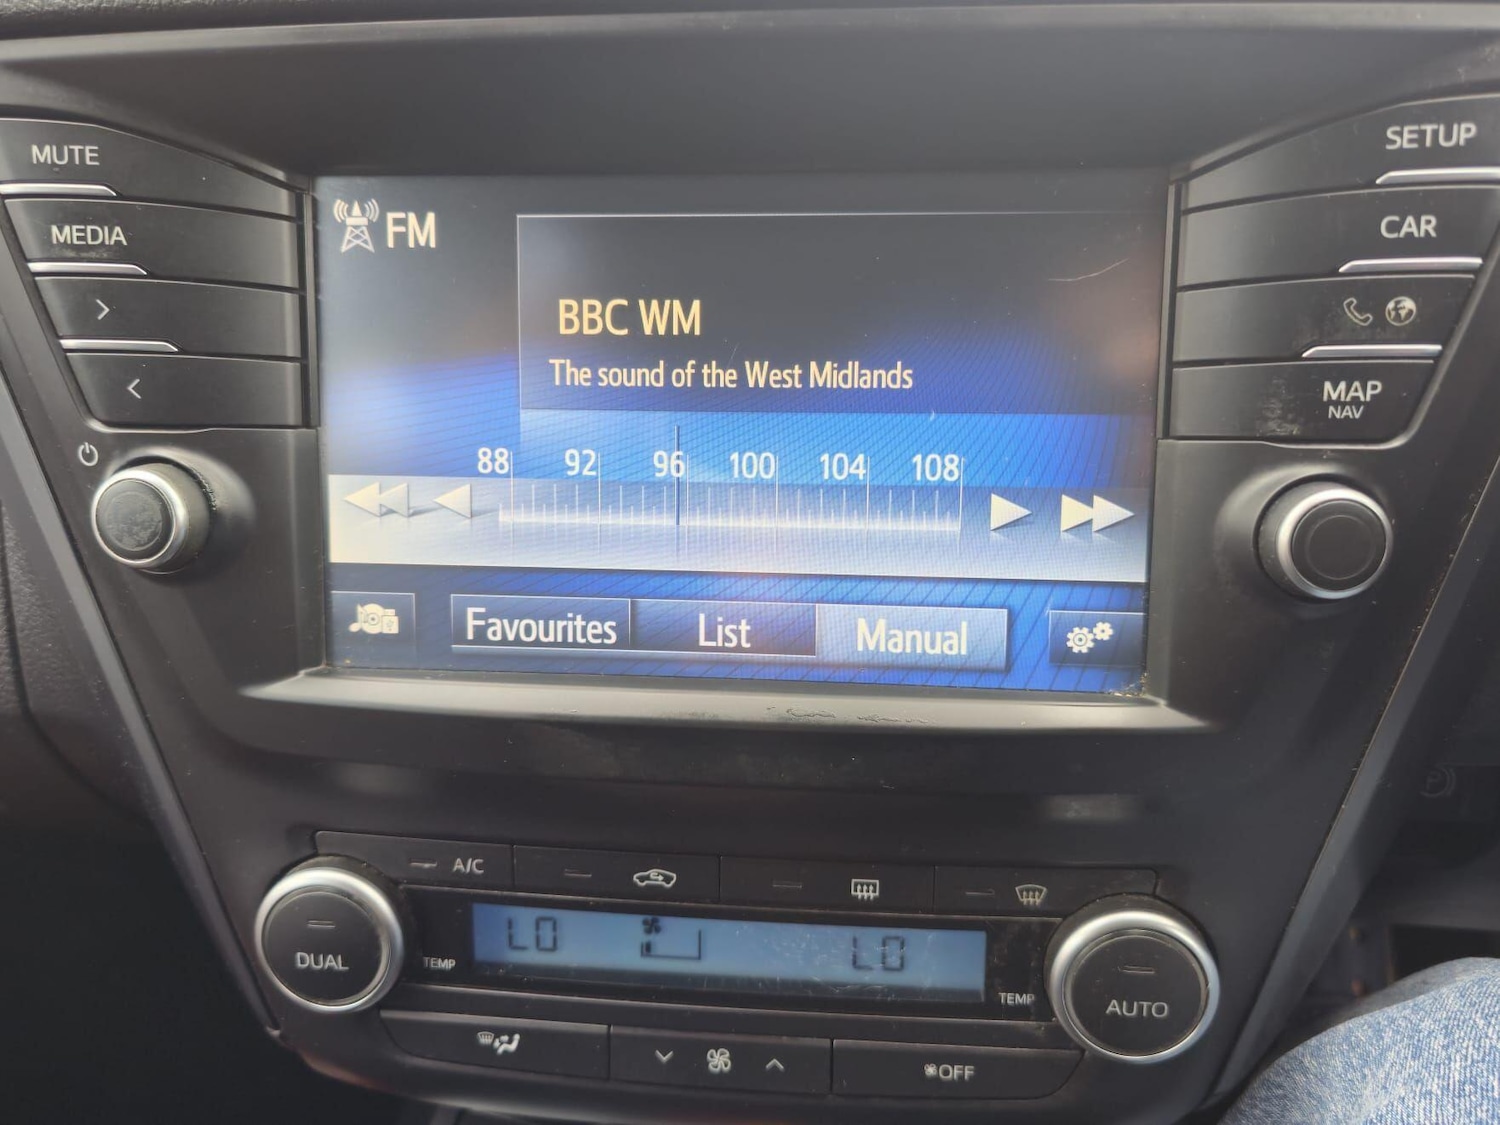 MUTE
MEDIA
SETUP
CAR
MAP
NAV
FM
BBC WM
The sound of the West Midlands
88 92 96 100 104 108
Favourites List Manual
A/C
DUAL
TEMP
LO LO
TEMP
AUTO
OFF